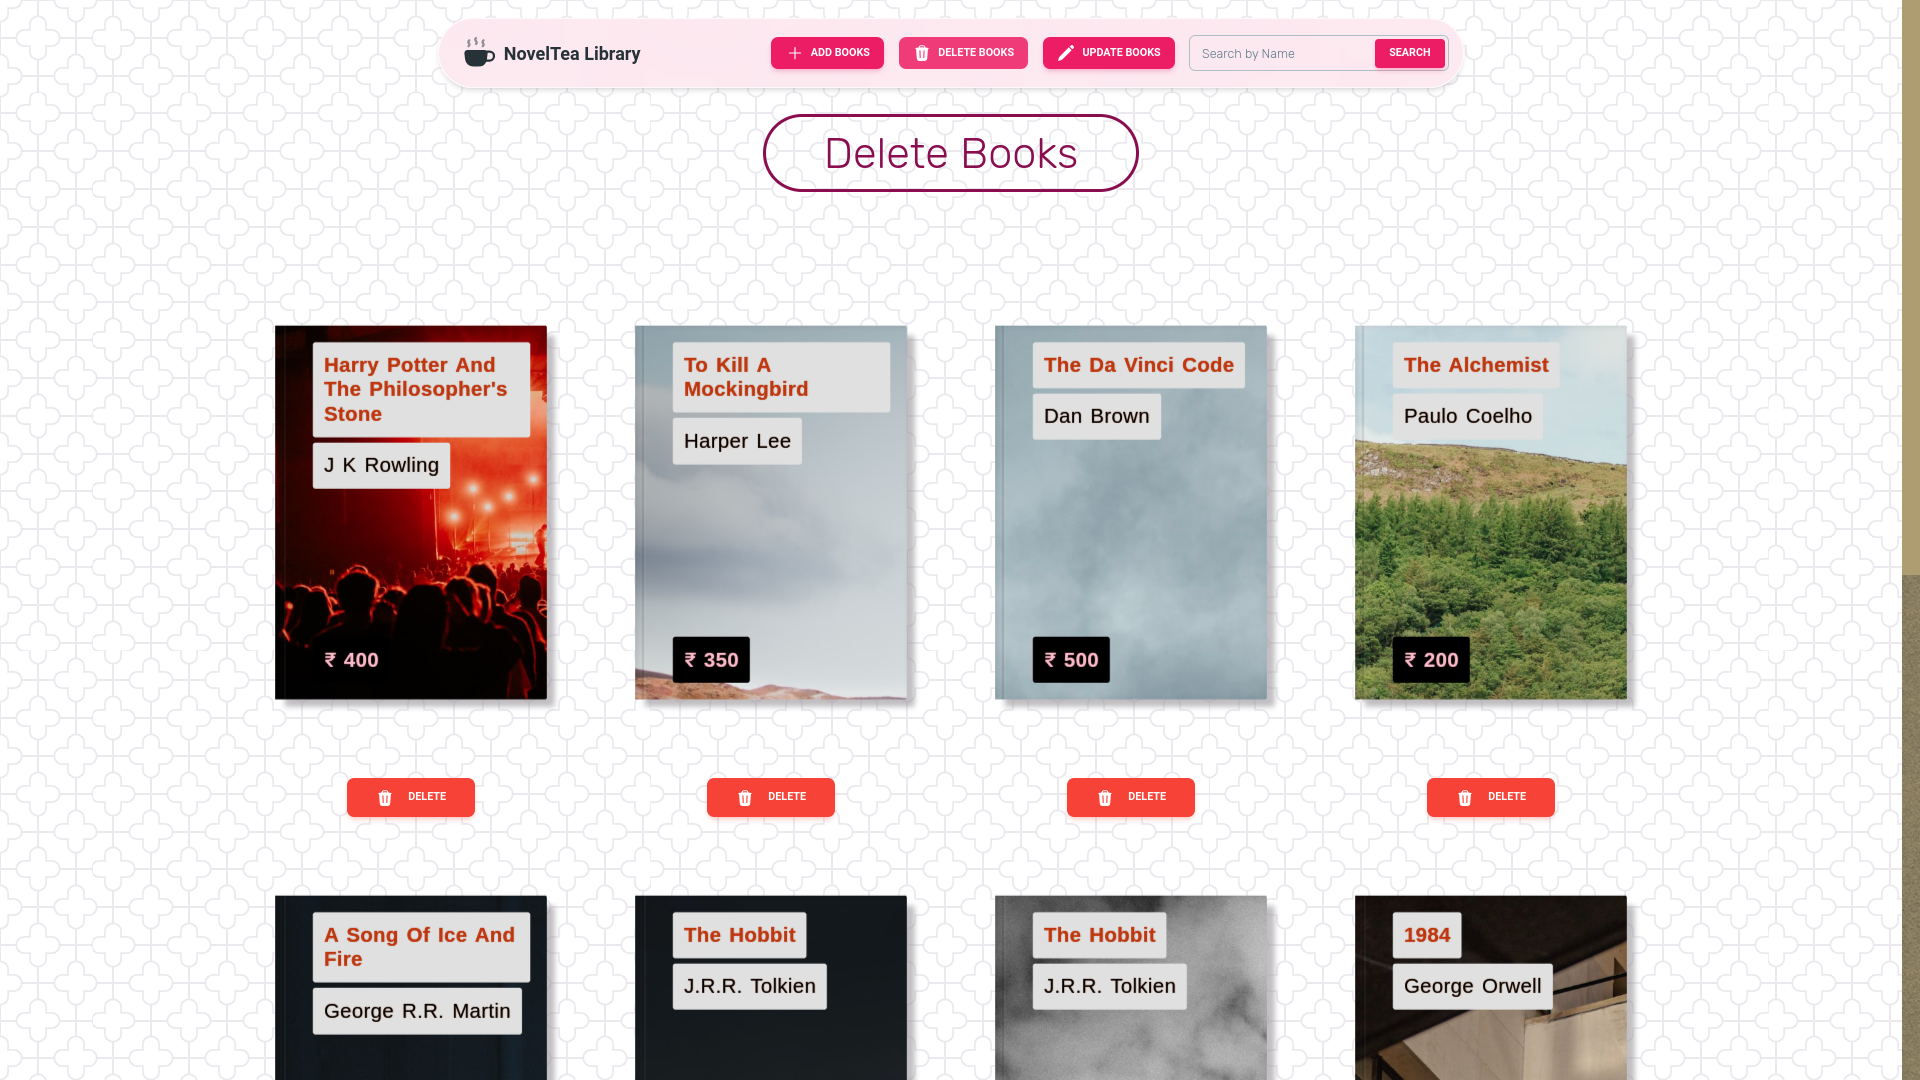 NovelTea Library
ADD BOOKS
DELETE BOOKS
UPDATE BOOKS
Search by Name
SEARCH
Delete Books
Harry Potter And
The Philosopher's
Stone
J K Rowling
₹ 400
To Kill A
Mockingbird
Harper Lee
₹ 350
The Da Vinci Code
Dan Brown
₹ 500
The Alchemist
Paulo Coelho
₹ 200
DELETE
DELETE
DELETE
DELETE
A Song Of Ice And
Fire
George R.R. Martin
The Hobbit
J.R.R. Tolkien
The Hobbit
J.R.R. Tolkien
1984
George Orwell